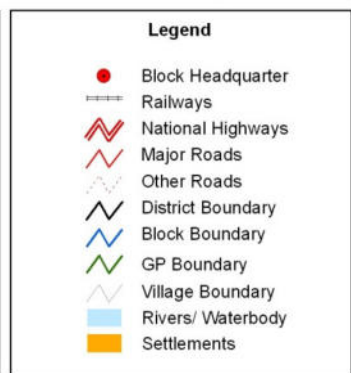 Legend
Block Headquarter
Railways
National Highways
Major Roads
Other Roads
District Boundary
Block Boundary
GP Boundary
Village Boundary
Rivers/ Waterbody
Settlements